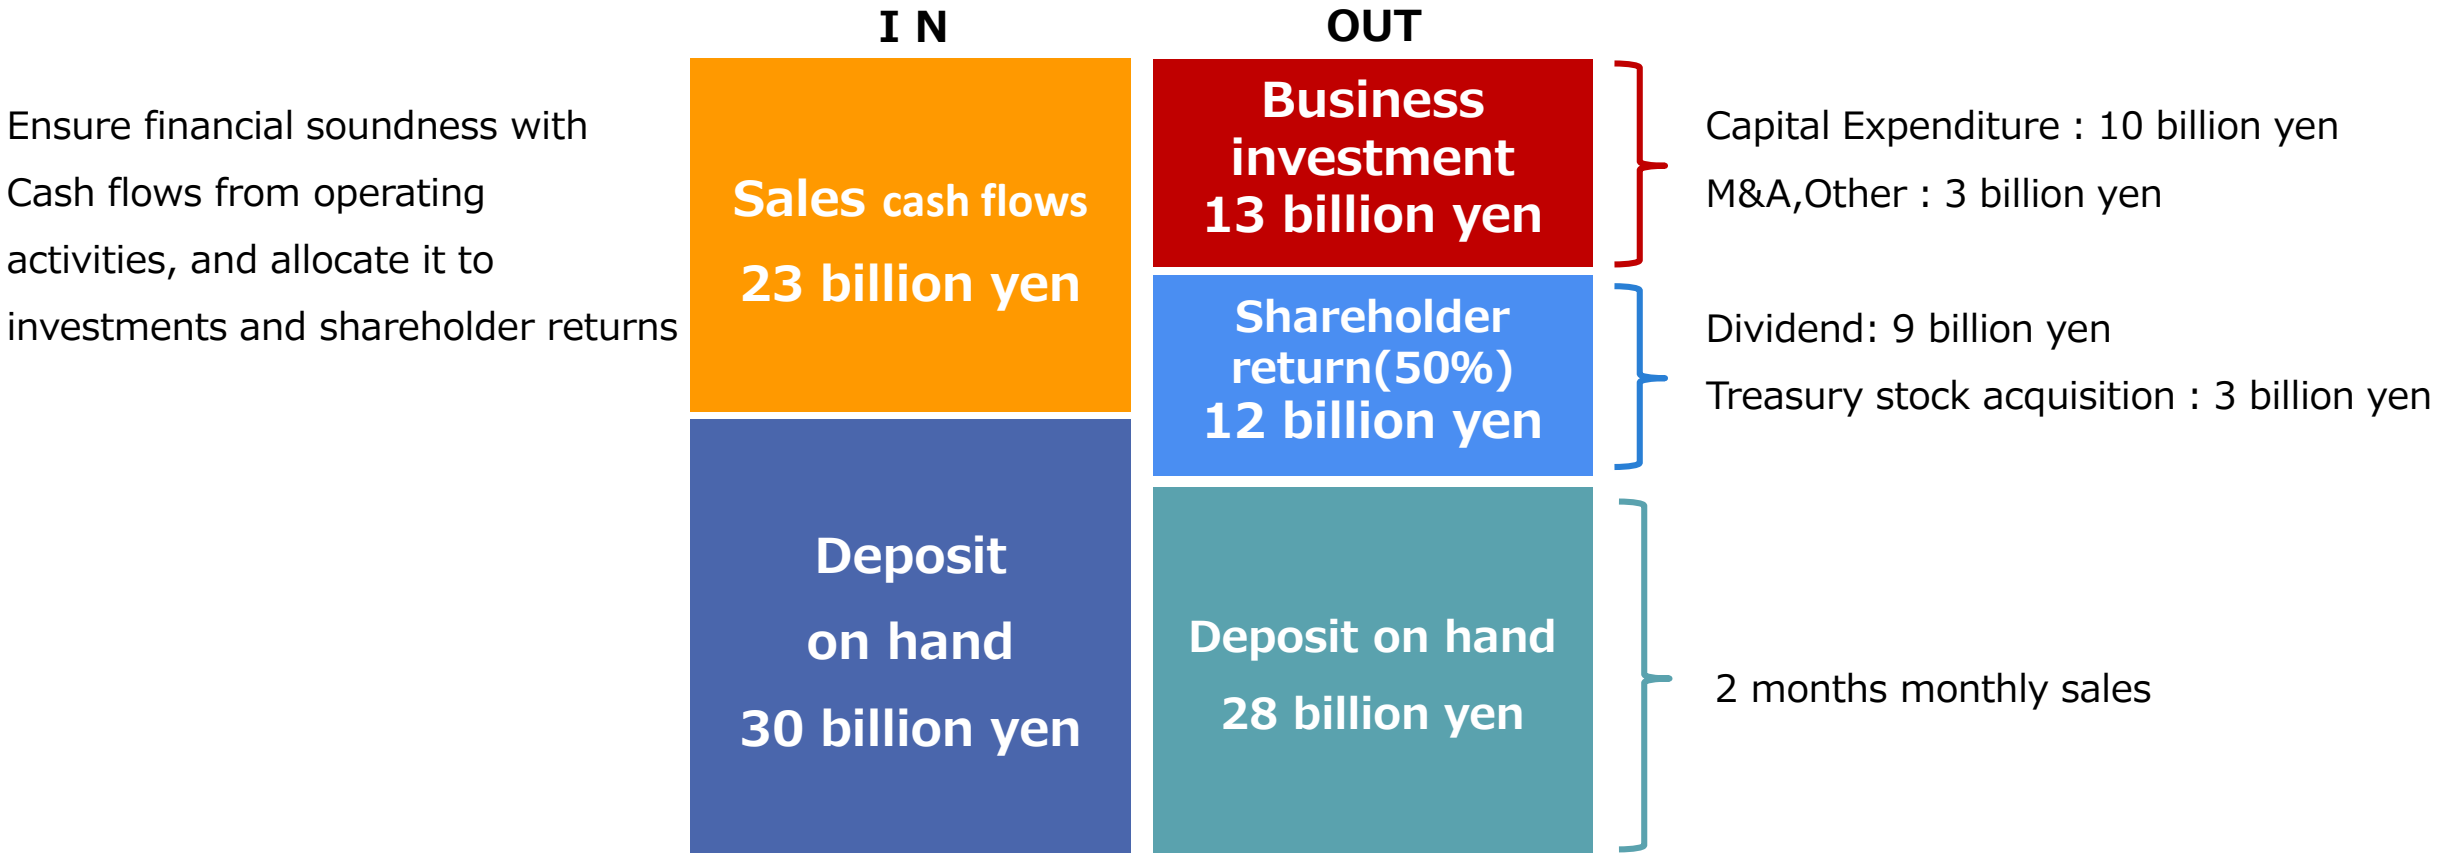 I N
OUT
Ensure financial soundness with
Cash flows from operating
activities, and allocate it to
investments and shareholder returns
Sales cash flows
23 billion yen
Deposit
on hand
30 billion yen
Business
investment
13 billion yen
Shareholder
return(50%)
12 billion yen
Deposit on hand
28 billion yen
Capital Expenditure : 10 billion yen
M&A,Other : 3 billion yen
Dividend: 9 billion yen
Treasury stock acquisition : 3 billion yen
2 months monthly sales